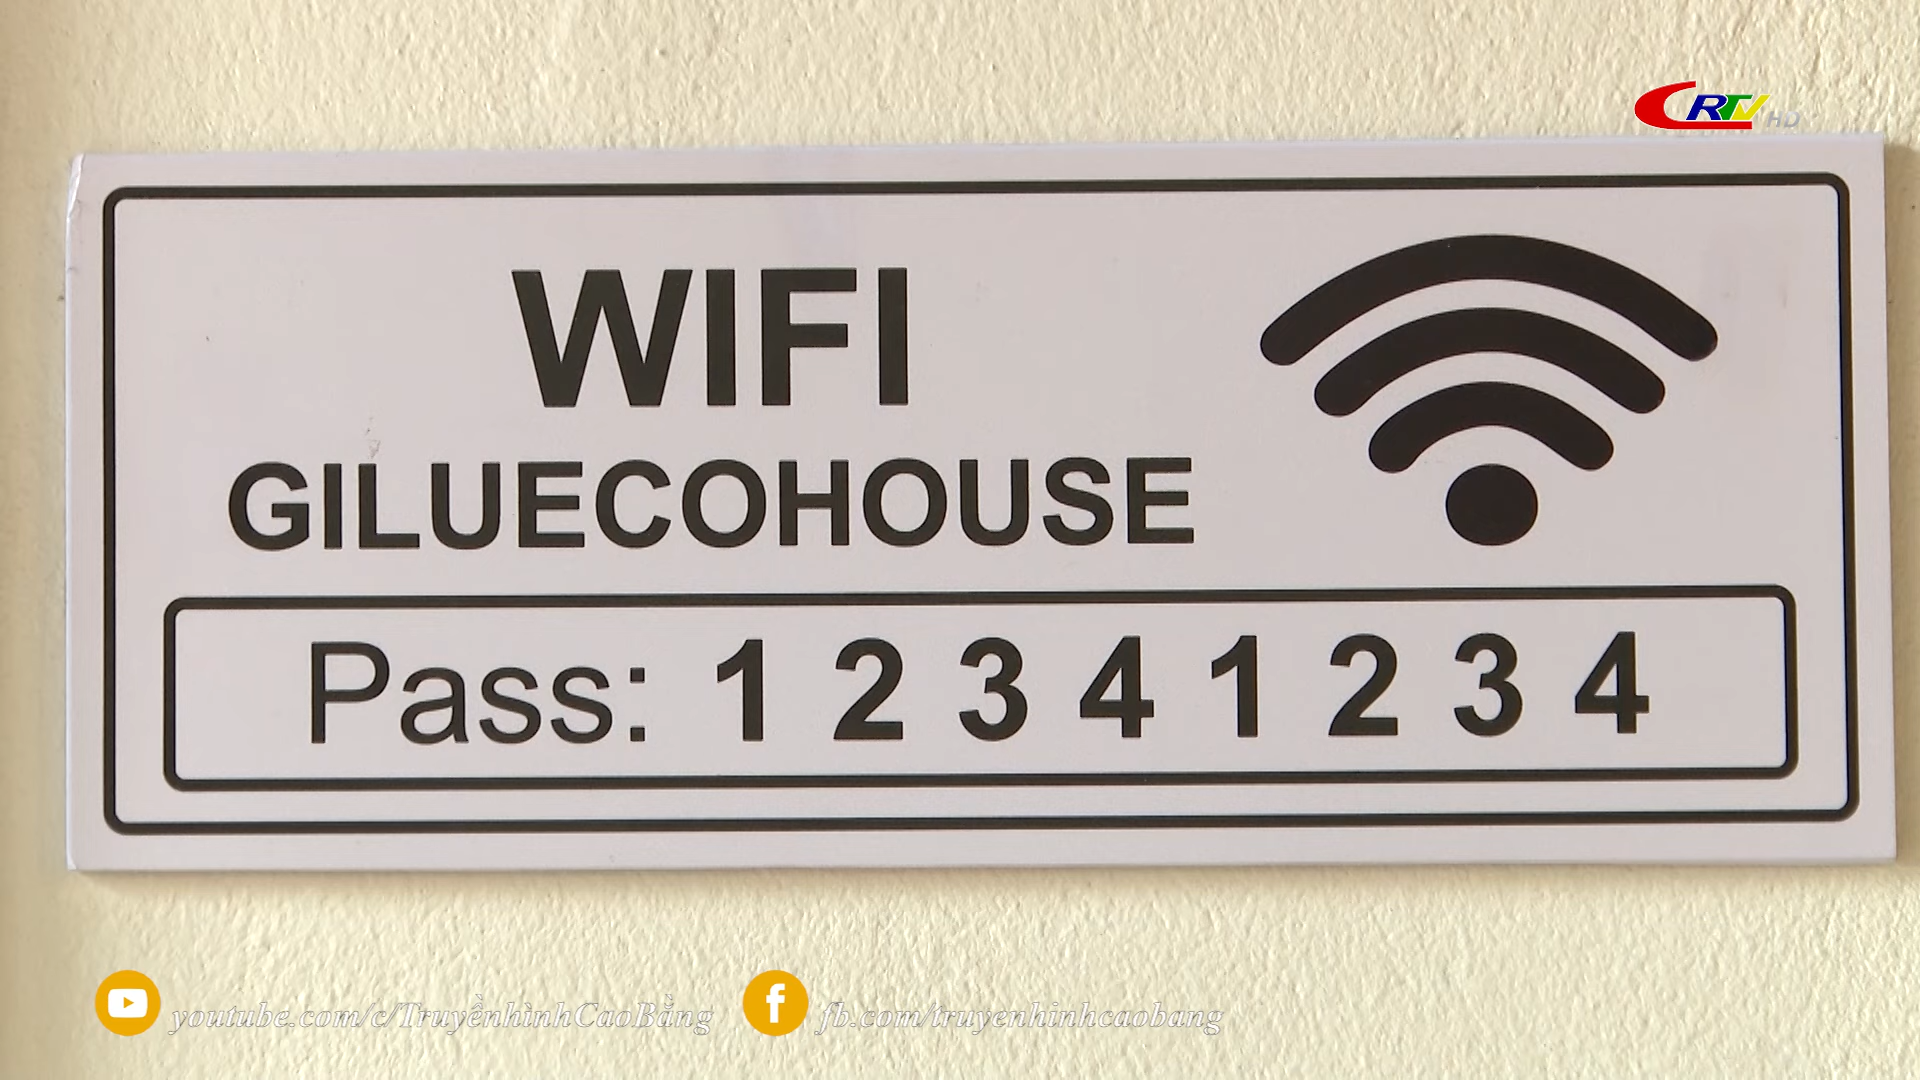 CRTV HD
WIFI
GILUECOHOUSE
Pass: 1 2 3 4 1 2 3 4
youtube.com/c/TruyềnhìnhCaoBằng
fb.com/truyenhinhcaobang